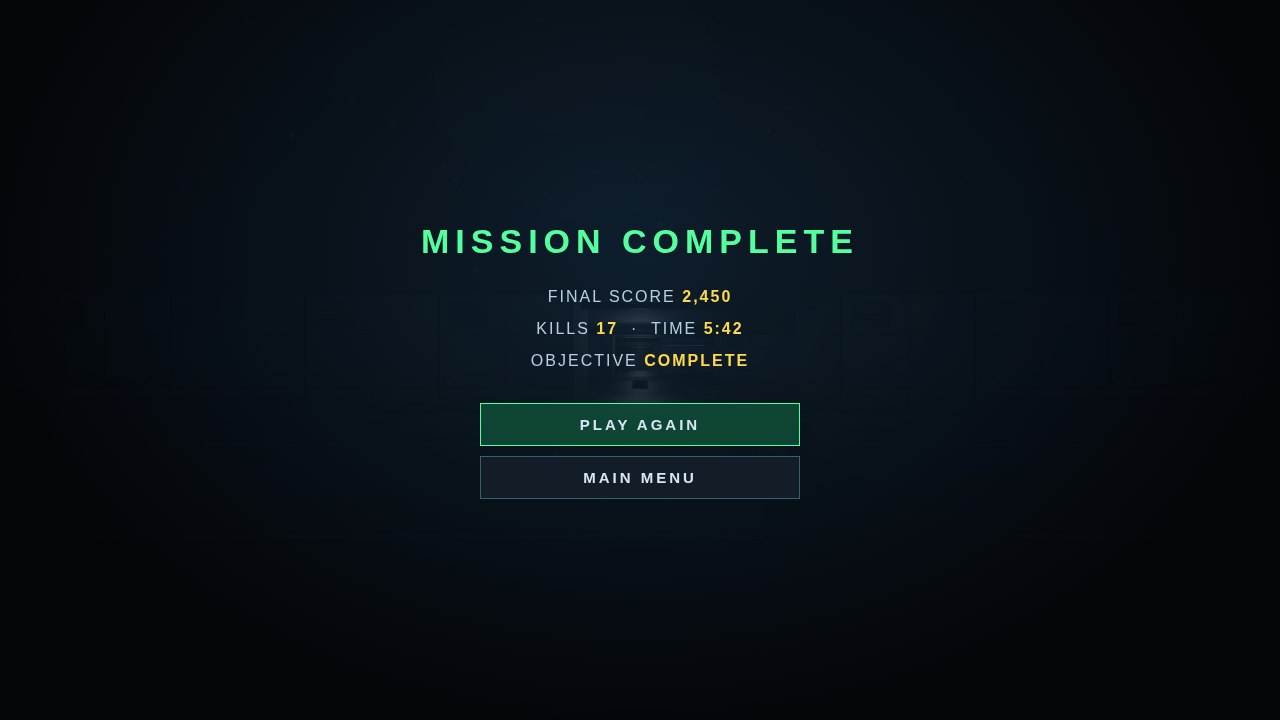 MISSION COMPLETE
FINAL SCORE 2,450
KILLS 17 · TIME 5:42
OBJECTIVE COMPLETE
PLAY AGAIN
MAIN MENU